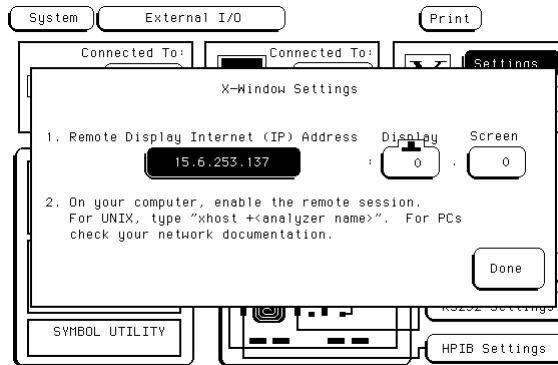 System
External I/O
Print
Connected To:
Connected To:
Settings
X-Window Settings
1. Remote Display Internet (IP) Address
Display
Screen
15.6.253.137
:
0
.
0
2. On your computer, enable the remote session.
For UNIX, type "xhost +<analyzer name>". For PCs
check your network documentation.
Done
RS232 Settings
SYMBOL UTILITY
HPIB Settings